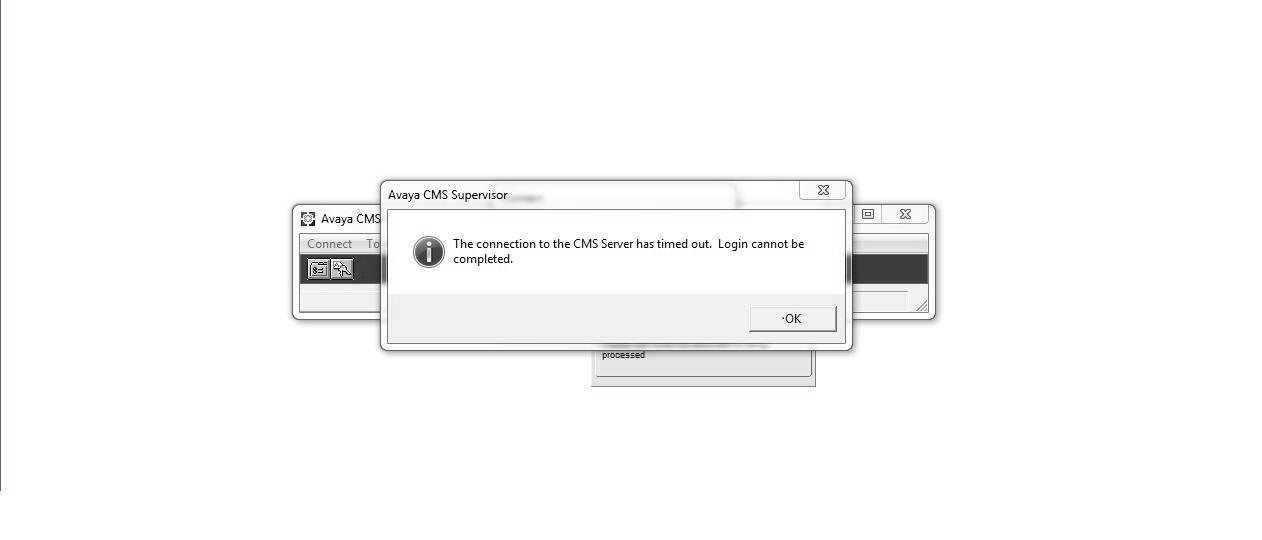 Avaya CMS Supervisor
Avaya CMS
Connect To
The connection to the CMS Server has timed out. Login cannot be
completed.
OK
processed